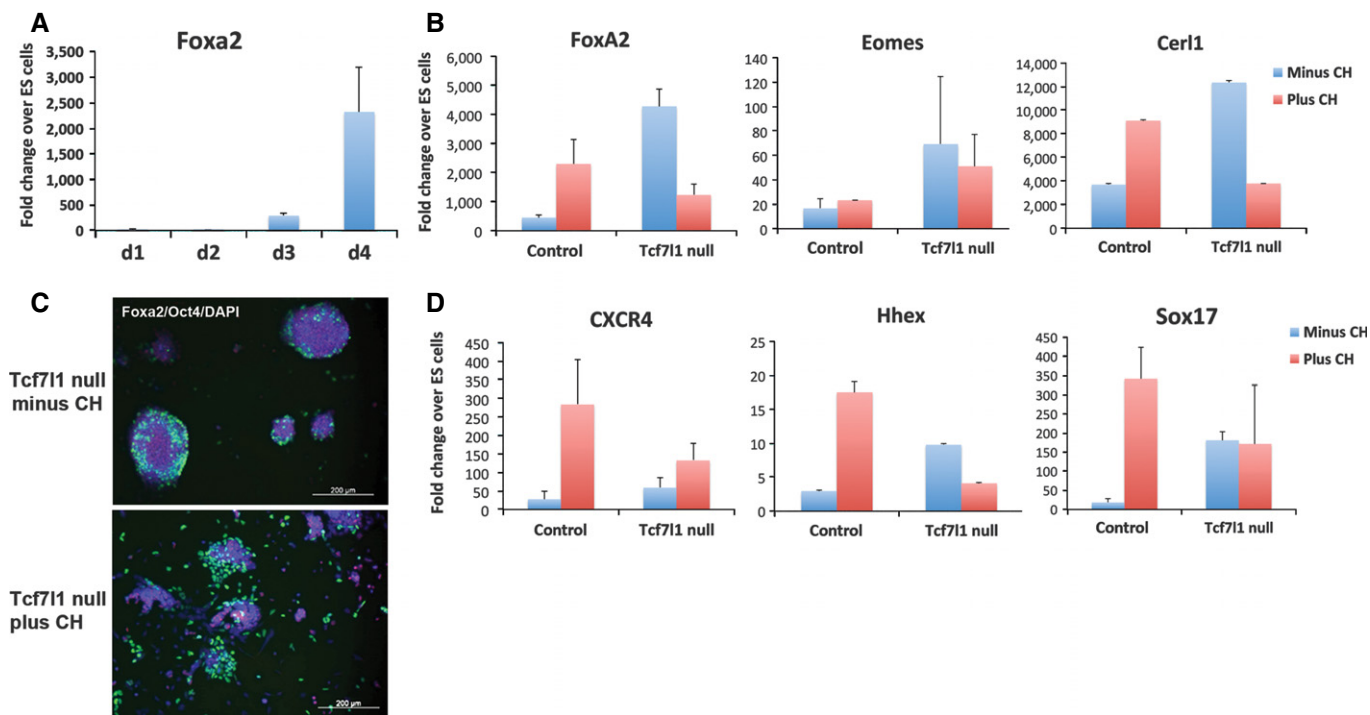 A
Foxa2
Fold change over ES cells
3,500
3,000
2,500
2,000
1,500
1,000
500
0
d1 d2 d3 d4
B
FoxA2
Fold change over ES cells
6,000
5,000
4,000
3,000
2,000
1,000
0
Control Tcf7l1 null
Eomes
140
120
100
80
60
40
20
0
Control Tcf7l1 null
Cerl1
14,000
12,000
10,000
8,000
6,000
4,000
2,000
0
Control Tcf7l1 null
Minus CH
Plus CH
C
Foxa2/Oct4/DAPI
Tcf7l1 null
minus CH
200 µm
Tcf7l1 null
plus CH
200 µm
D
CXCR4
Fold change over ES cells
450
400
350
300
250
200
150
100
50
0
Control Tcf7l1 null
Hhex
25
20
15
10
5
0
Control Tcf7l1 null
Sox17
450
400
350
300
250
200
150
100
50
0
Control Tcf7l1 null
Minus CH
Plus CH